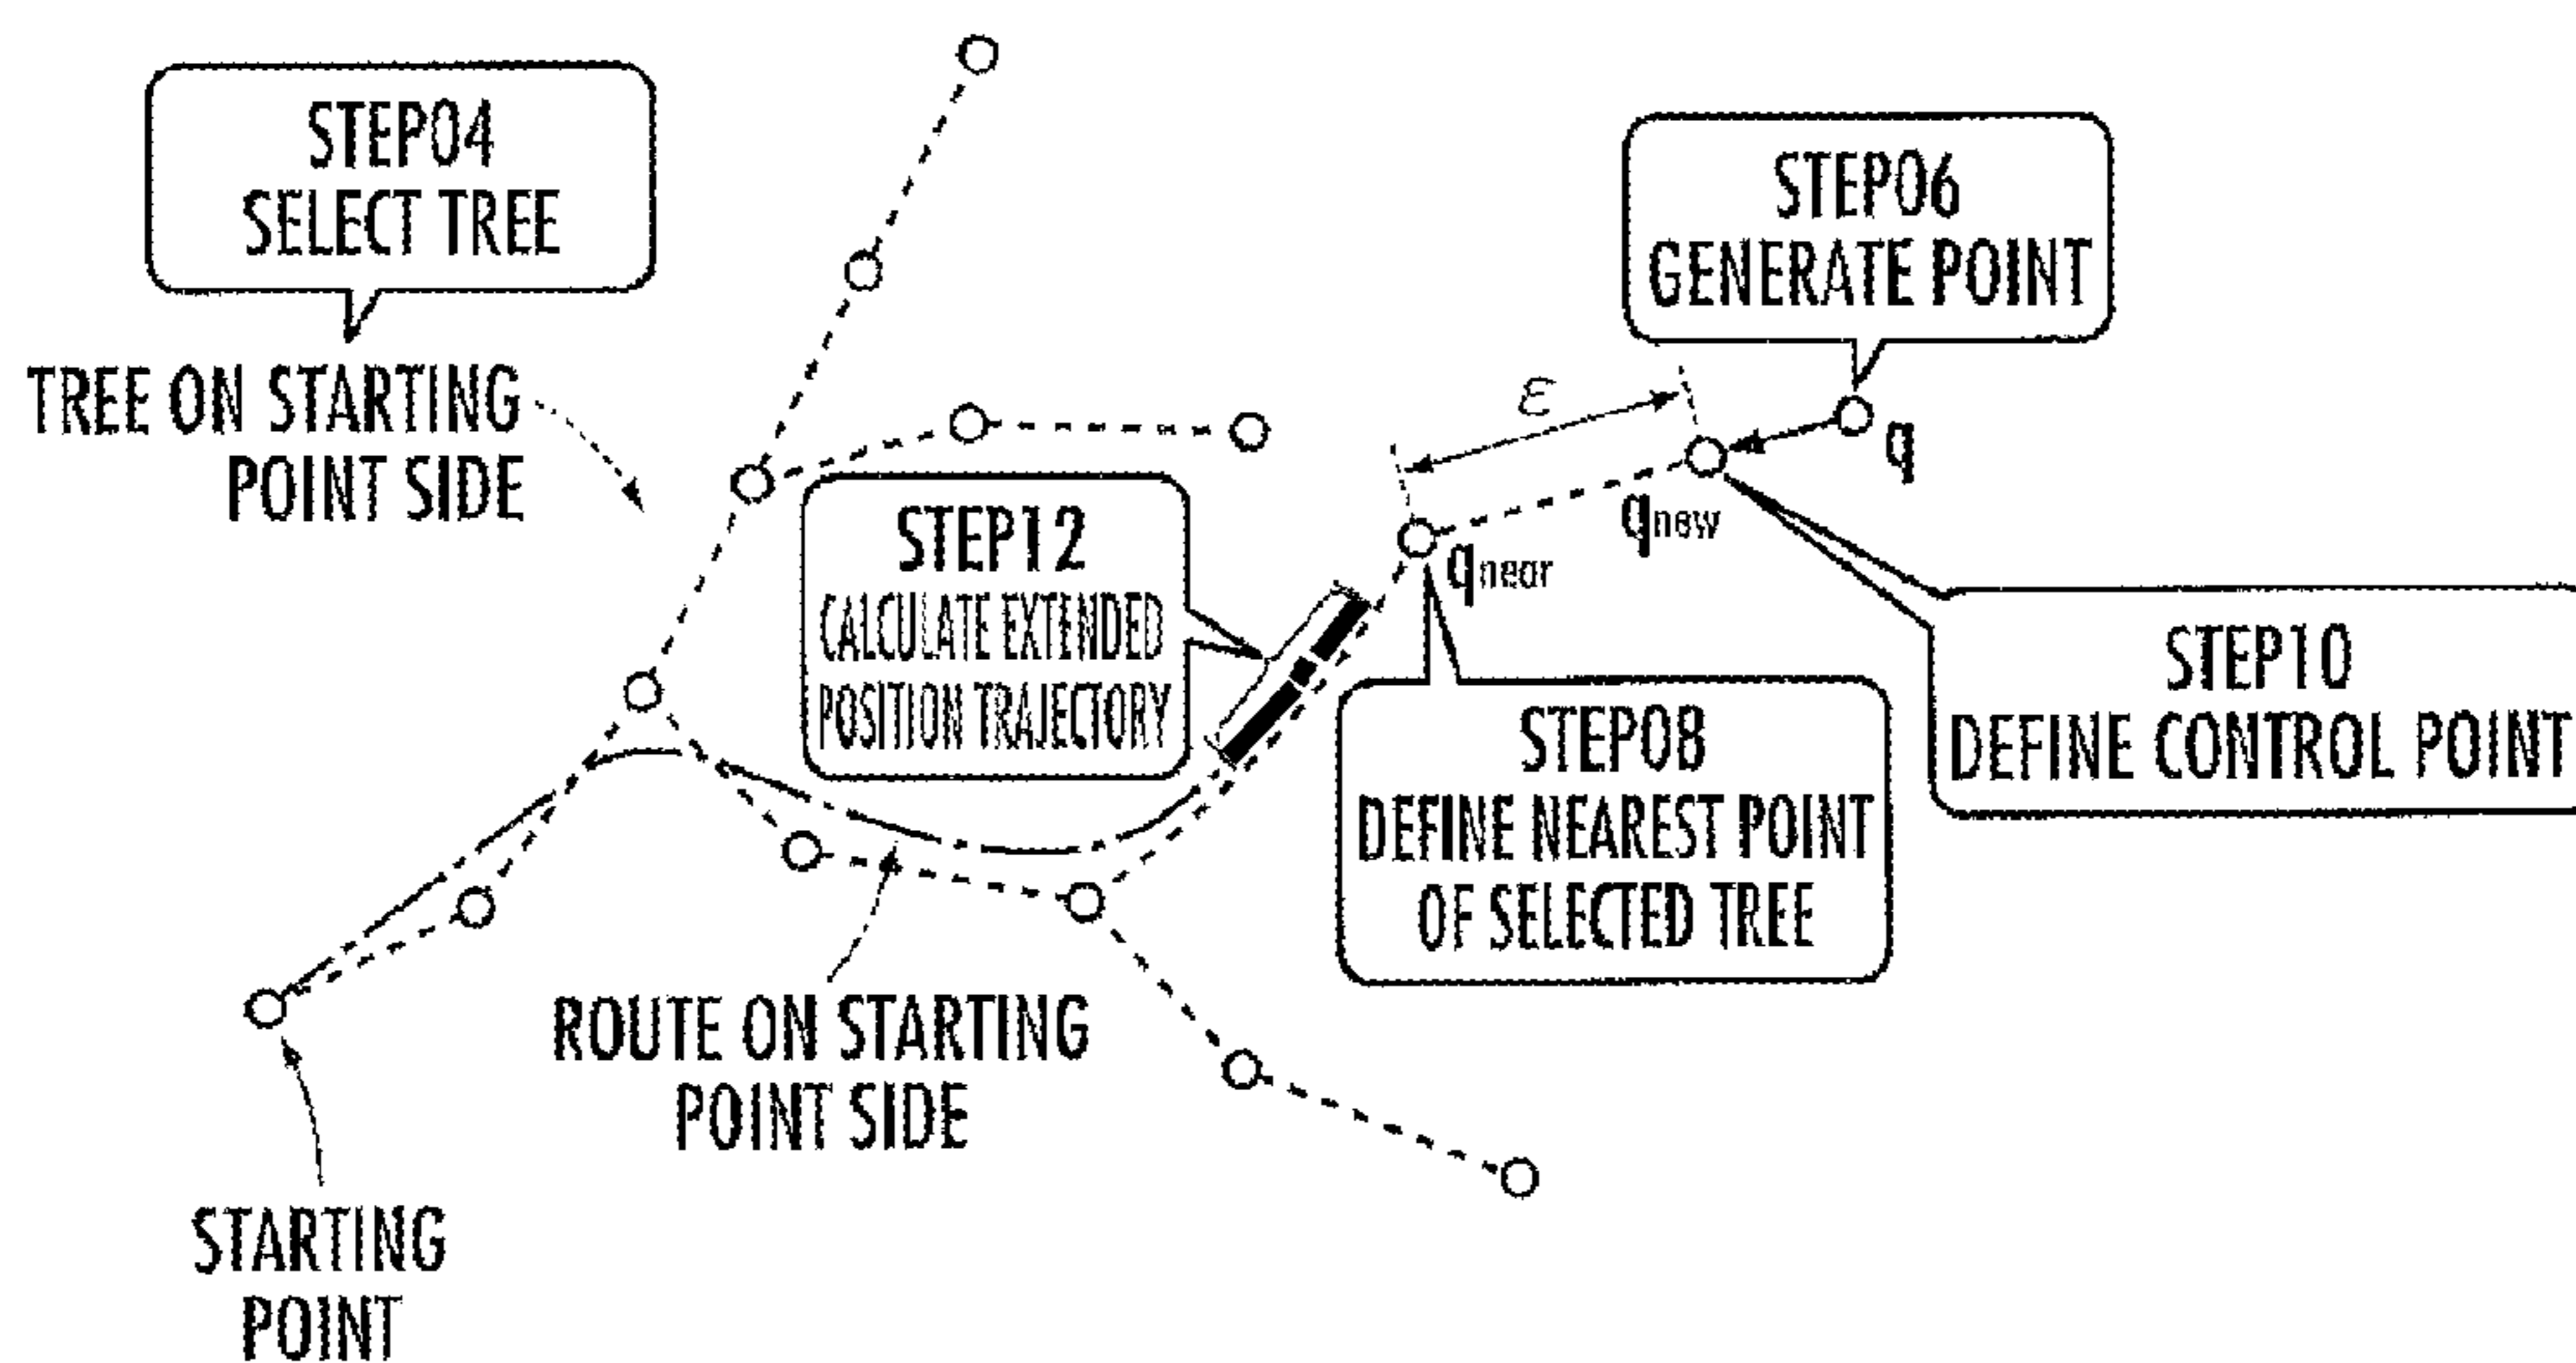 STEP04
SELECT TREE
TREE ON STARTING
POINT SIDE
STEP06
GENERATE POINT
ε
q
qnew
qnear
STEP12
CALCULATE EXTENDED
POSITION TRAJECTORY
STEP10
DEFINE CONTROL POINT
STEP08
DEFINE NEAREST POINT
OF SELECTED TREE
ROUTE ON STARTING
POINT SIDE
STARTING
POINT